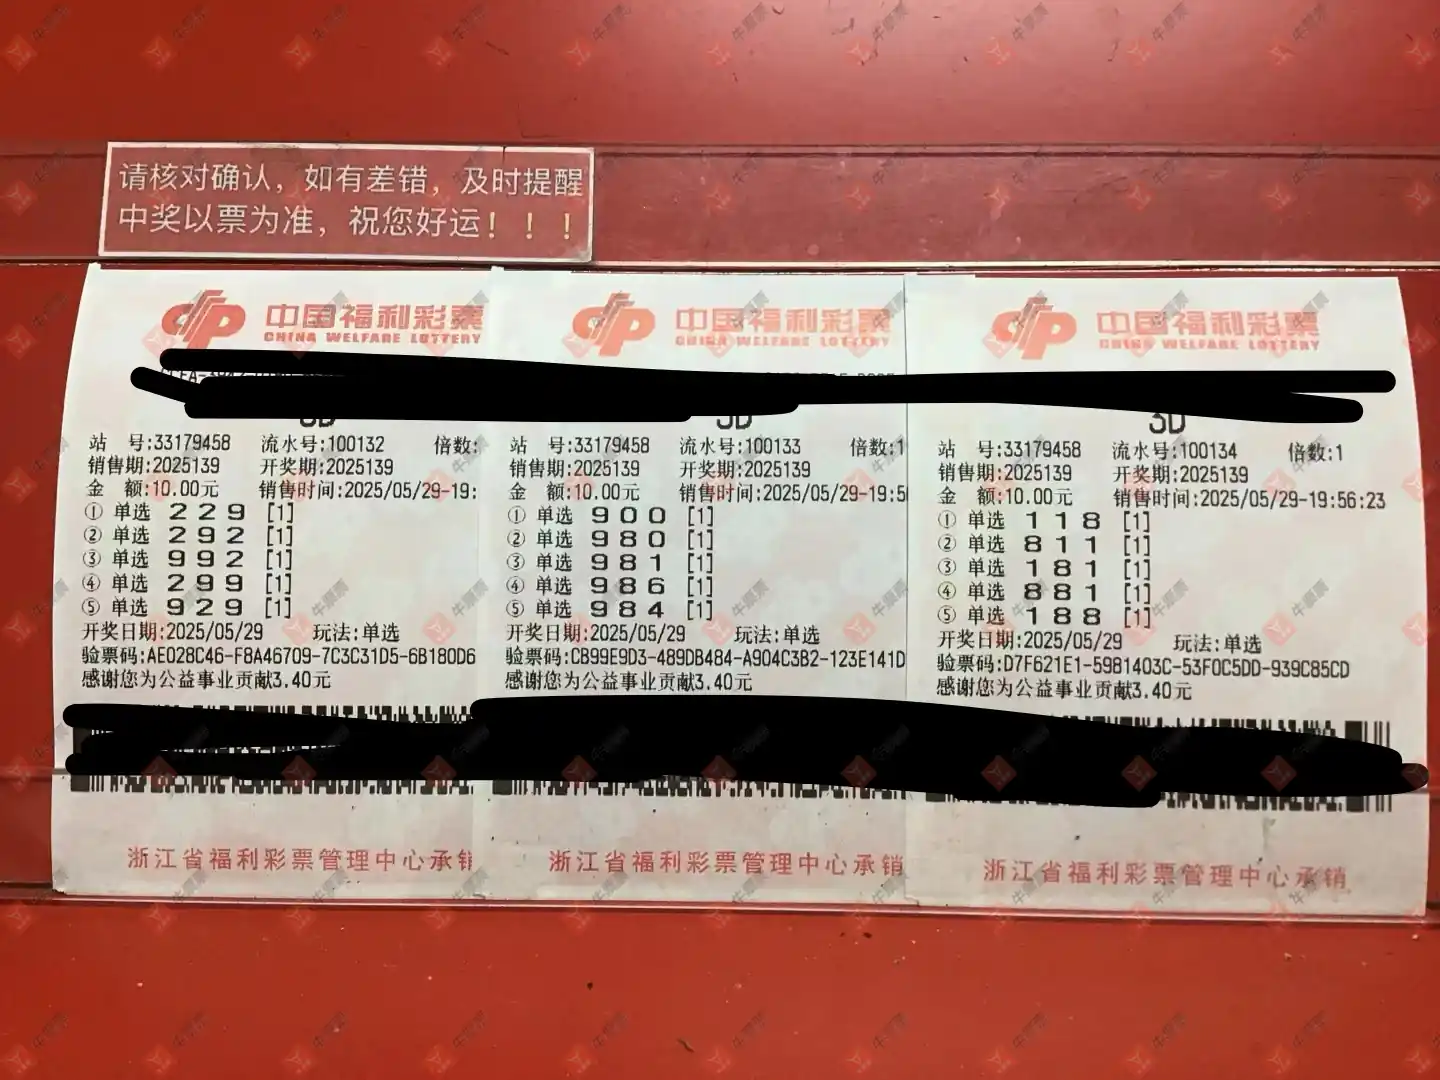 请核对确认，如有差错，及时提醒
中奖以票为准，祝您好运！！！
中国福利彩票
CHINA WELFARE LOTTERY
3D
站 号:33179458 流水号:100132 倍数:
销售期:2025139 开奖期:2025139
金 额:10.00元 销售时间:2025/05/29-19:
① 单选 2 2 9 [1]
② 单选 2 9 2 [1]
③ 单选 9 9 2 [1]
④ 单选 2 9 9 [1]
⑤ 单选 9 2 9 [1]
开奖日期:2025/05/29 玩法:单选
验票码:AE028C46-F8A46709-7C3C31D5-6B180D6
感谢您为公益事业贡献3.40元
浙江省福利彩票管理中心承销
中国福利彩票
CHINA WELFARE LOTTERY
3D
站 号:33179458 流水号:100133 倍数:1
销售期:2025139 开奖期:2025139
金 额:10.00元 销售时间:2025/05/29-19:5
① 单选 9 0 0 [1]
② 单选 9 8 0 [1]
③ 单选 9 8 1 [1]
④ 单选 9 8 6 [1]
⑤ 单选 9 8 4 [1]
开奖日期:2025/05/29 玩法:单选
验票码:CB99E9D3-489DB484-A904C3B2-123E141D
感谢您为公益事业贡献3.40元
浙江省福利彩票管理中心承销
中国福利彩票
CHINA WELFARE LOTTERY
3D
站 号:33179458 流水号:100134 倍数:1
销售期:2025139 开奖期:2025139
金 额:10.00元 销售时间:2025/05/29-19:56:23
① 单选 1 1 8 [1]
② 单选 8 1 1 [1]
③ 单选 1 8 1 [1]
④ 单选 8 8 1 [1]
⑤ 单选 1 8 8 [1]
开奖日期:2025/05/29 玩法:单选
验票码:D7F621E1-5981403C-53F0C5DD-939C85CD
感谢您为公益事业贡献3.40元
浙江省福利彩票管理中心承销